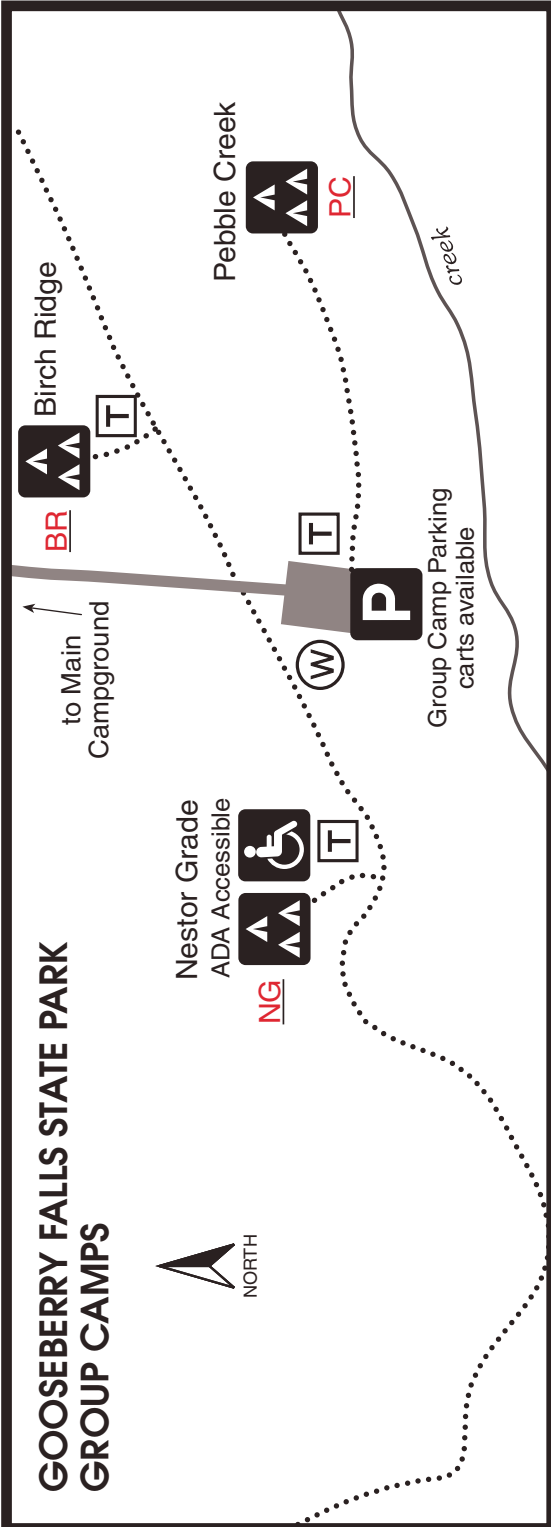 GOOSEBERRY FALLS STATE PARK
GROUP CAMPS
NORTH
Nestor Grade
ADA Accessible
NG
T
to Main
Campground
W
T
P
Group Camp Parking
carts available
BR
Birch Ridge
T
Pebble Creek
PC
creek